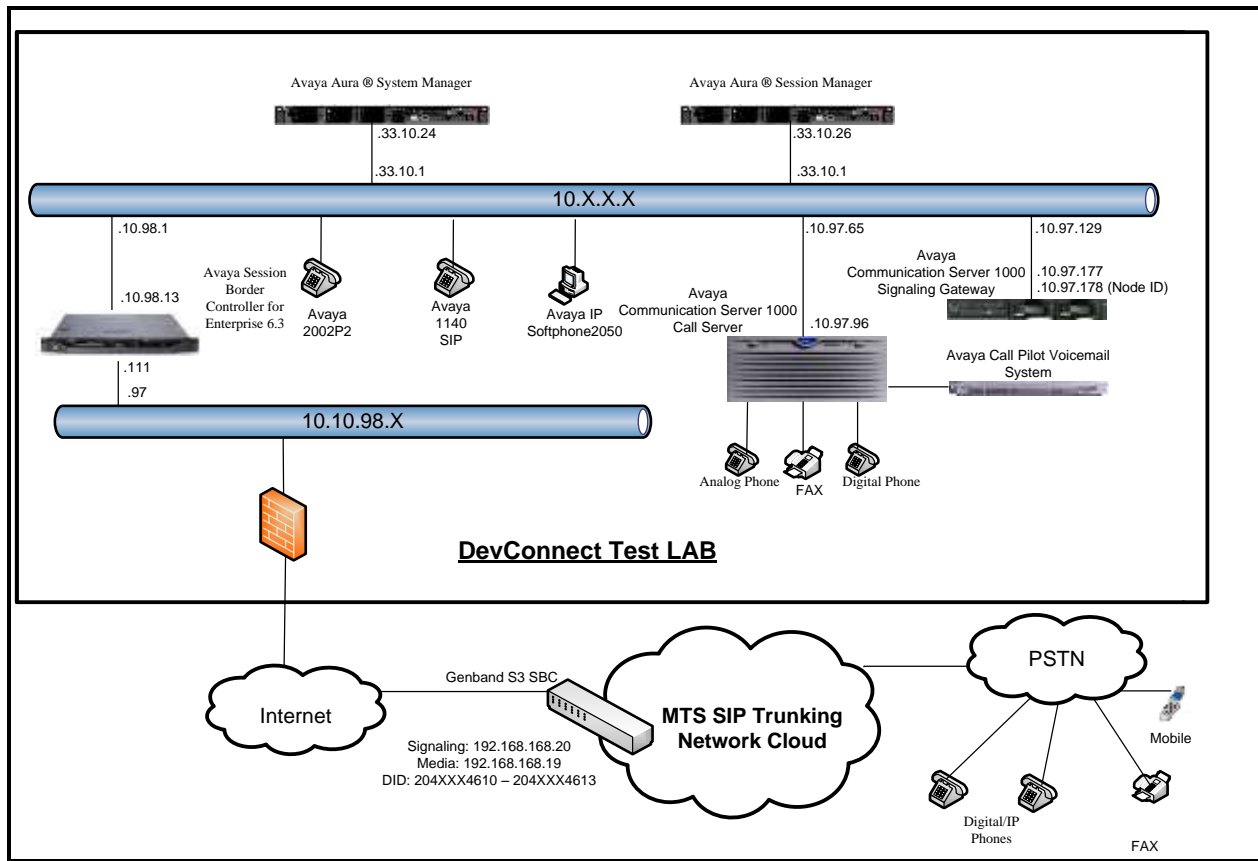 Avaya Aura ® System Manager
Avaya Aura ® Session Manager
.33.10.24
.33.10.26
.33.10.1
.33.10.1
10.X.X.X
.10.98.1
.10.97.65
.10.97.129
Avaya Session
Border
Controller for
Enterprise 6.3
.10.98.13
Avaya
2002P2
Avaya
1140
SIP
Avaya IP
Softphone2050
Avaya
Communication Server 1000
Call Server
.10.97.96
Avaya
Communication Server 1000
Signaling Gateway
.10.97.177
.10.97.178 (Node ID)
Avaya Call Pilot Voicemail
System
.111
.97
10.10.98.X
Analog Phone
FAX
Digital Phone
DevConnect Test LAB
Internet
Genband S3 SBC
Signaling: 192.168.168.20
Media: 192.168.168.19
DID: 204XXX4610 – 204XXX4613
MTS SIP Trunking
Network Cloud
PSTN
Mobile
Digital/IP
Phones
FAX